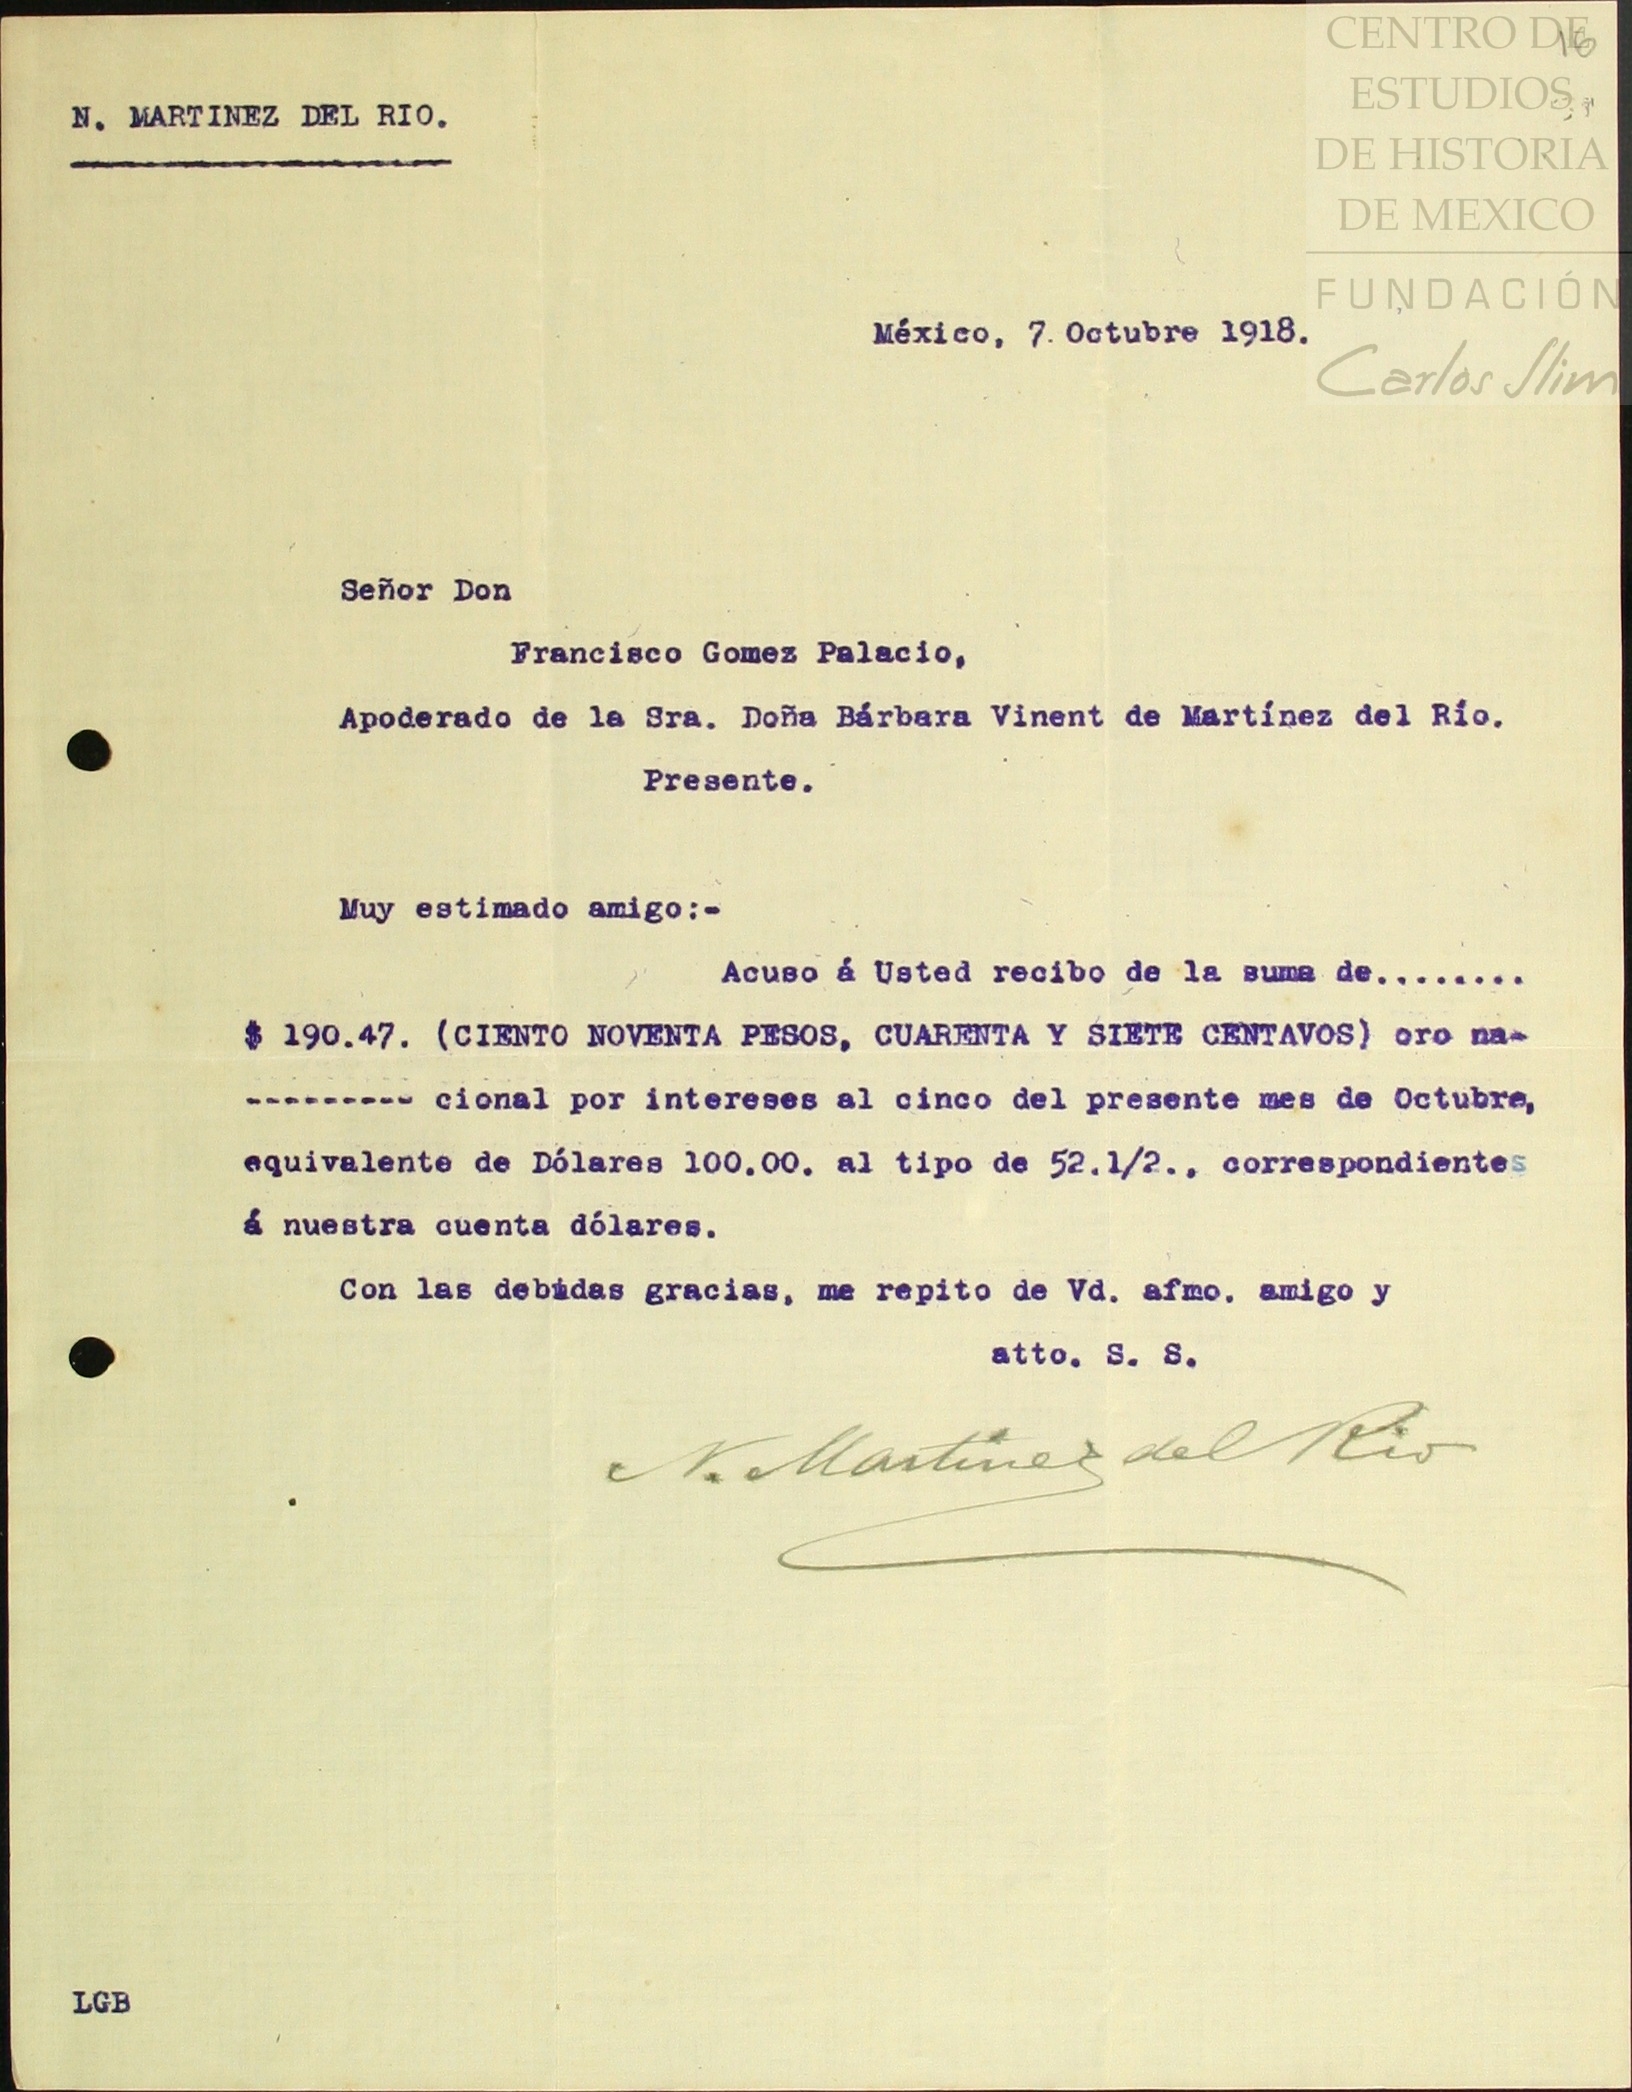 CENTRO DE
16
ESTUDIOS
DE HISTORIA
DE MEXICO
FUNDACIÓN
Carlos Slim
N. MARTINEZ DEL RIO.
México, 7. Octubre 1918.
Señor Don
Francisco Gomez Palacio,
Apoderado de la Sra. Doña Bárbara Vinent de Martínez del Río.
Presente.
Muy estimado amigo:-
Acuso á Usted recibo de la suma de........
$ 190.47. (CIENTO NOVENTA PESOS, CUARENTA Y SIETE CENTAVOS) oro na-
--------- cional por intereses al cinco del presente mes de Octubre,
equivalente de Dólares 100.00. al tipo de 52.1/2., correspondientes
á nuestra cuenta dólares.
Con las debidas gracias, me repito de Vd. afmo. amigo y
atto. S. S.
N. Martinez del Rio
LGB